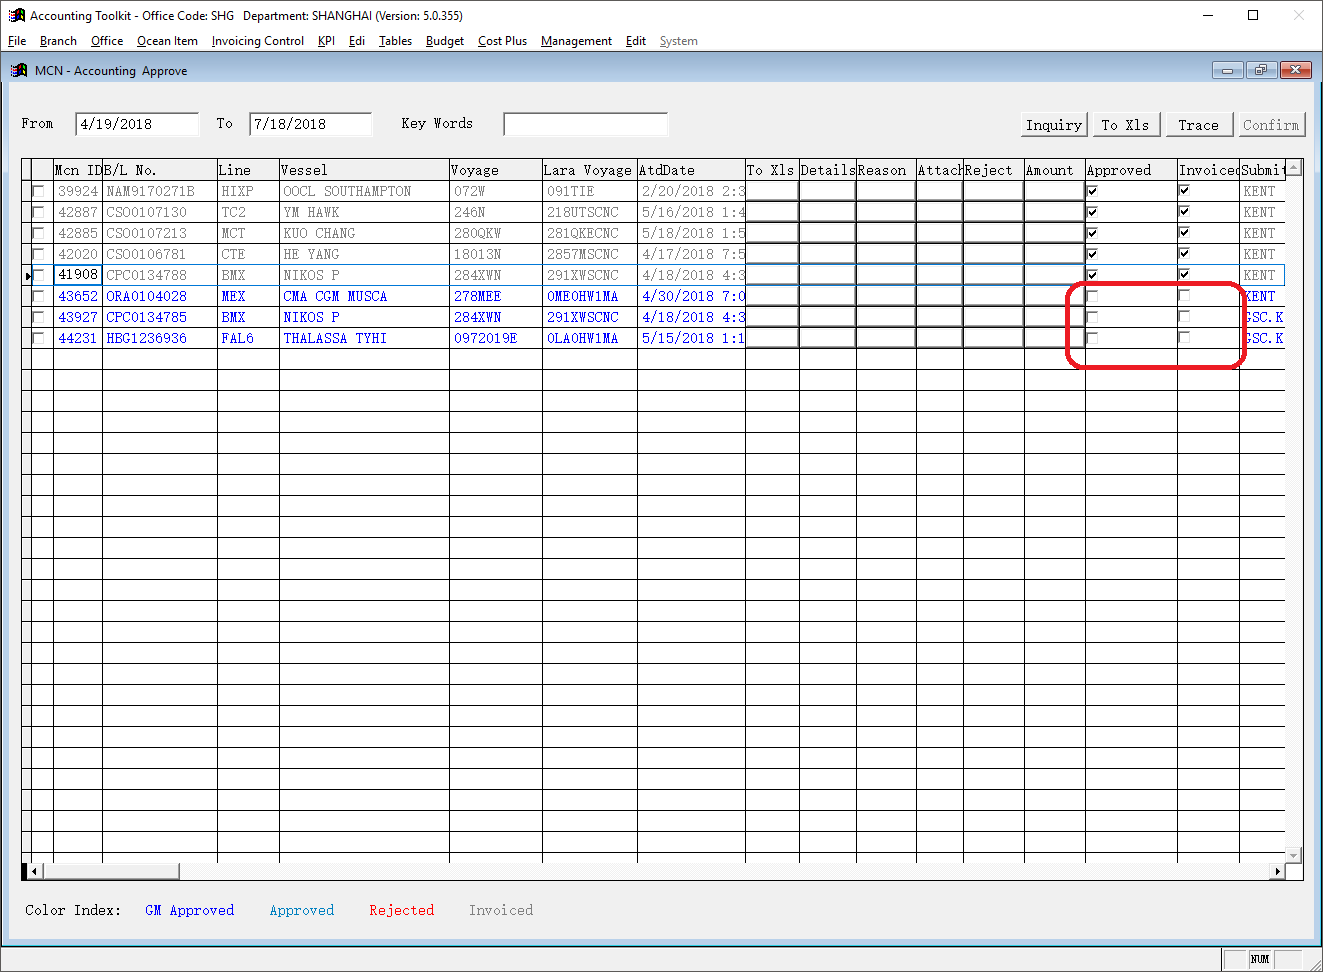 Accounting Toolkit - Office Code: SHG Department: SHANGHAI (Version: 5.0.355)
File Branch Office Ocean Item Invoicing Control KPI Edi Tables Budget Cost Plus Management Edit System
MCN - Accounting Approve
From 4/19/2018 To 7/18/2018 Key Words Inquiry To Xls Trace Confirm
Mcn ID B/L No. Line Vessel Voyage Lara Voyage AtdDate To Xls Details Reason Attach Reject Amount Approved Invoiced Submit
39924 NAM9170271B HIXP OOCL SOUTHAMPTON 072W 091TIE 2/20/2018 2:3 KENT
42887 CSO0107130 TC2 YM HAWK 246N 218UTSCNC 5/16/2018 1:4 KENT
42885 CSO0107213 MCT KUO CHANG 280QKW 281QKECNC 5/18/2018 1:5 KENT
42020 CSO0106781 CTE HE YANG 18013N 2857MSCNC 4/17/2018 7:5 KENT
41908 CPC0134788 BMX NIKOS P 284XWN 291XWSCNC 4/18/2018 4:3 KENT
43652 ORA0104028 MEX CMA CGM MUSCA 278MEE 0ME0HW1MA 4/30/2018 7:0 KENT
43927 CPC0134785 BMX NIKOS P 284XWN 291XWSCNC 4/18/2018 4:3 GSC.K
44231 HBG1236936 FAL6 THALASSA TYHI 0972019E 0LA0HW1MA 5/15/2018 1:1 GSC.K
Color Index: GM Approved Approved Rejected Invoiced
NUM